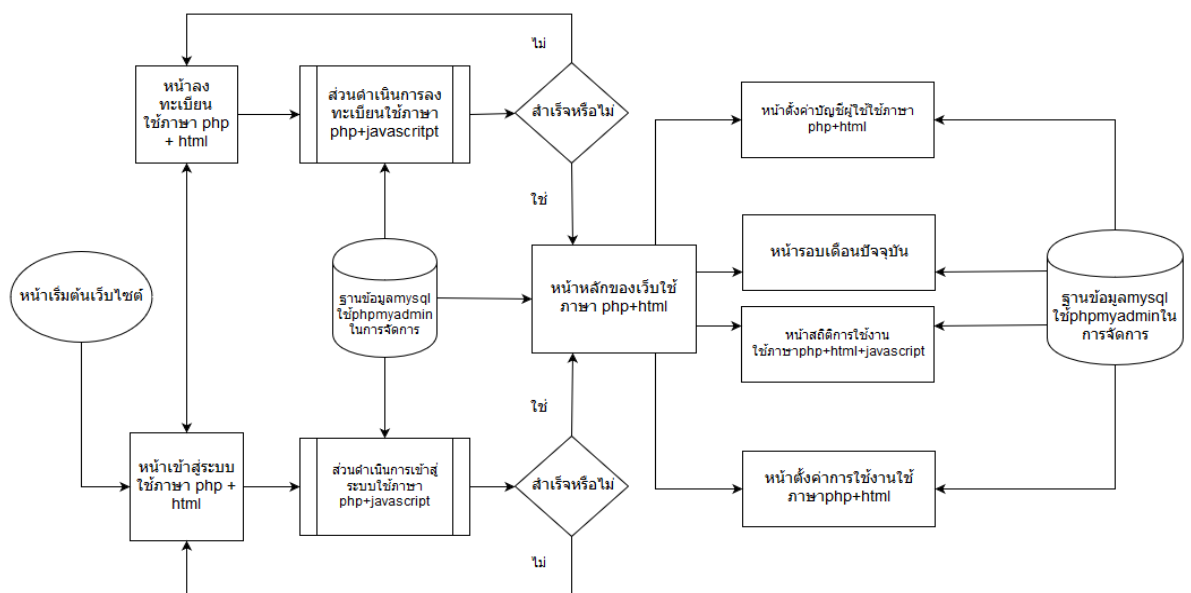 ไม่
หน้าลง
ทะเบียน
ใช้ภาษา php
+ html
ส่วนดำเนินการลง
ทะเบียนใช้ภาษา
php+javascritpt
สำเร็จหรือไม่
หน้าตั้งค่าบัญชีผู้ใช้ใช้ภาษา
php+html
ใช่
หน้าเริ่มต้นเว็บไซต์
ฐานข้อมูลmysql
ใช้phpmyadmin
ในการจัดการ
หน้าหลักของเว็บใช้
ภาษา php+html
หน้ารอบเดือนปัจจุบัน
หน้าสถิติการใช้งาน
ใช้ภาษาphp+html+javascript
ฐานข้อมูลmysql
ใช้phpmyadminใน
การจัดการ
ใช่
หน้าเข้าสู่ระบบ
ใช้ภาษา php +
html
ส่วนดำเนินการเข้าสู่
ระบบใช้ภาษา
php+javascript
สำเร็จหรือไม่
หน้าตั้งค่าการใช้งานใช้
ภาษาphp+html
ไม่